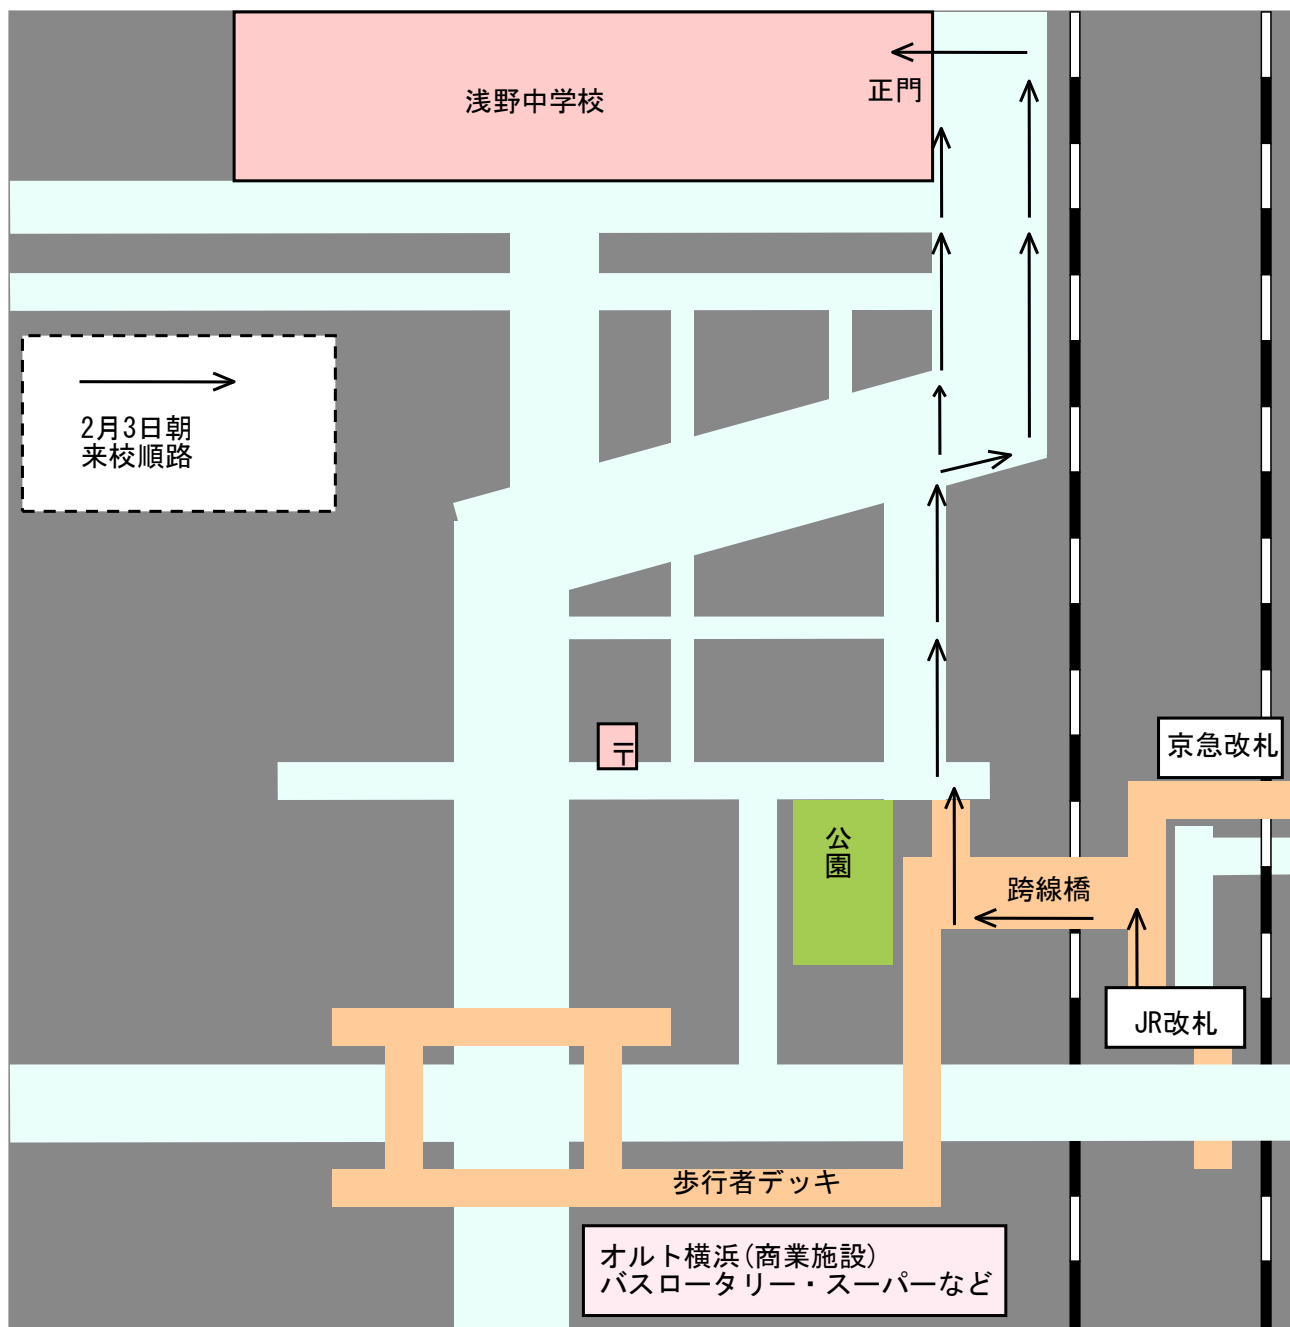 浅野中学校
正門
2月3日朝
来校順路
〒
京急改札
公
園
跨線橋
JR改札
歩行者デッキ
オルト横浜(商業施設)
バスロータリー・スーパーなど